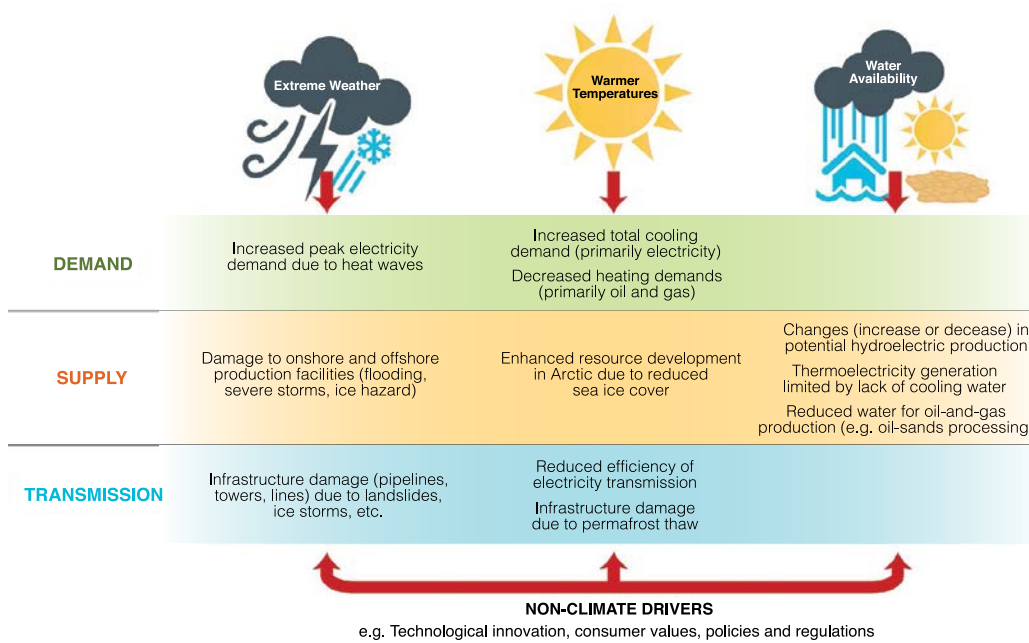 Extreme Weather
Warmer
Temperatures
Water
Availability
DEMAND
Increased peak electricity
demand due to heat waves
Increased total cooling
demand (primarily electricity)
Decreased heating demands
(primarily oil and gas)
SUPPLY
Damage to onshore and offshore
production facilities (flooding,
severe storms, ice hazard)
Enhanced resource development
in Arctic due to reduced
sea ice cover
Changes (increase or decease) in
potential hydroelectric production
Thermoelectricity generation
limited by lack of cooling water
Reduced water for oil-and-gas
production (e.g. oil-sands processing
TRANSMISSION
Infrastructure damage (pipelines,
towers, lines) due to landslides,
ice storms, etc.
Reduced efficiency of
electricity transmission
Infrastructure damage
due to permafrost thaw
NON-CLIMATE DRIVERS
e.g. Technological innovation, consumer values, policies and regulations